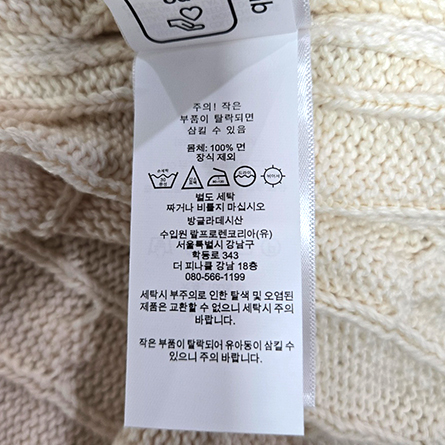 주의! 작은
부품이 탈락되면
삼킬 수 있음
몸체: 100% 면
장식 제외
별도 세탁
짜거나 비틀지 마십시오
방글라데시산
수입원 랄프로렌코리아(유)
서울특별시 강남구
학동로 343
더 피나클 강남 18층
080-566-1199
세탁시 부주의로 인한 탈색 및 오염된
제품은 교환할 수 없으니 세탁시 주의
바랍니다.
작은 부품이 탈락되어 유아동이 삼킬 수
있으니 주의 바랍니다.